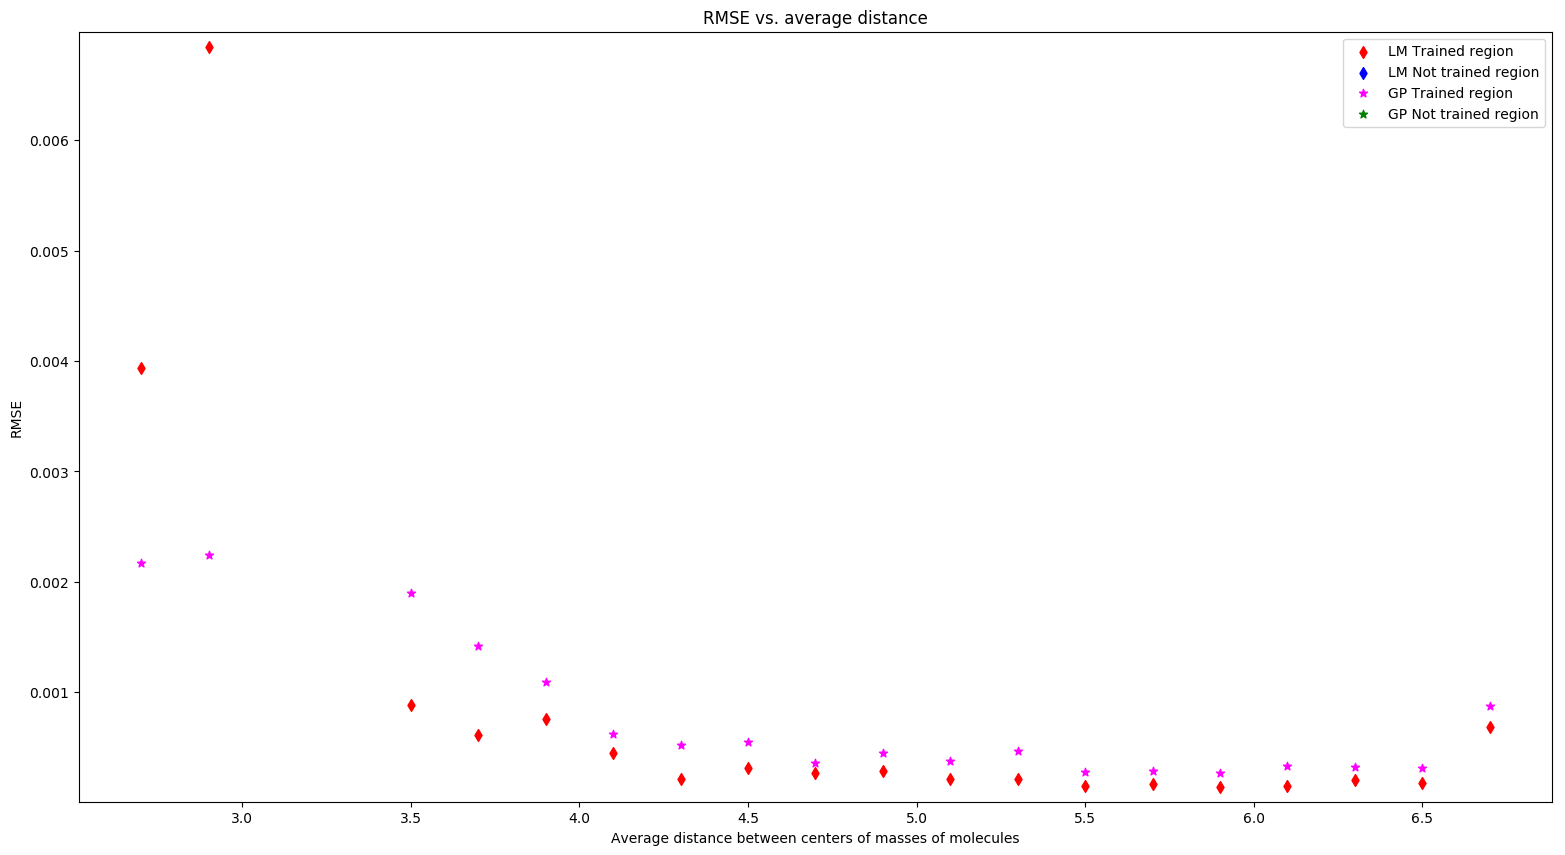 RMSE vs. average distance
LM Trained region
LM Not trained region
GP Trained region
GP Not trained region
0.006
0.005
0.004
0.003
0.002
0.001
RMSE
3.0 3.5 4.0 4.5 5.0 5.5 6.0 6.5
Average distance between centers of masses of molecules